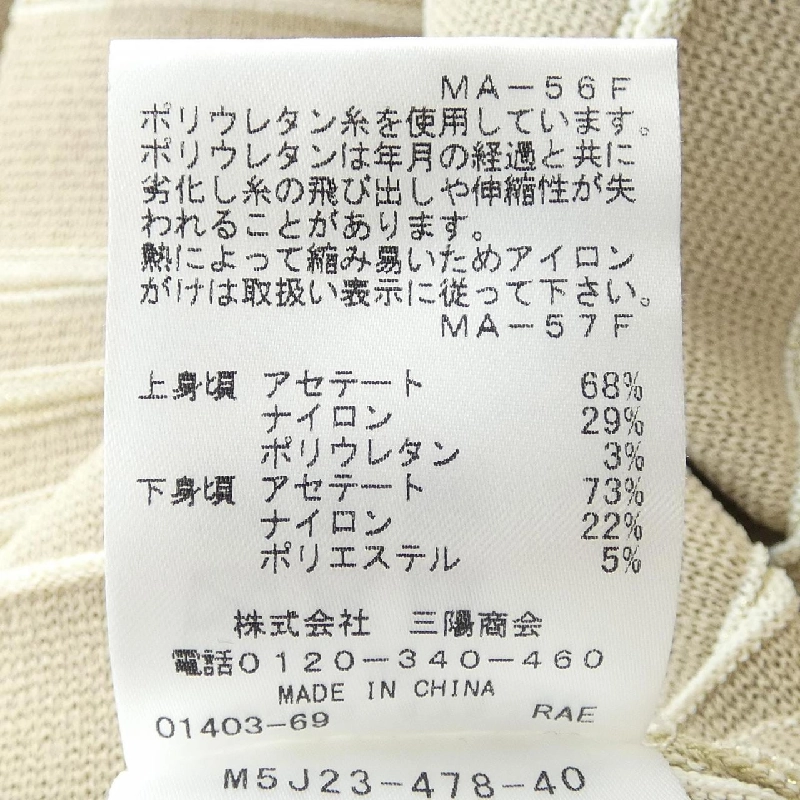 MA-56F
ポリウレタン糸を使用しています。
ポリウレタンは年月の経過と共に
劣化し糸の飛び出しや伸縮性が失
われることがあります。
熱によって縮み易いためアイロン
がけは取扱い表示に従って下さい。
MA-57F
上身頃 アセテート 68%
ナイロン 29%
ポリウレタン 3%
下身頃 アセテート 73%
ナイロン 22%
ポリエステル 5%
株式会社 三陽商会
電話0120-340-460
MADE IN CHINA
01403-69 RAE
M5J23-478-40